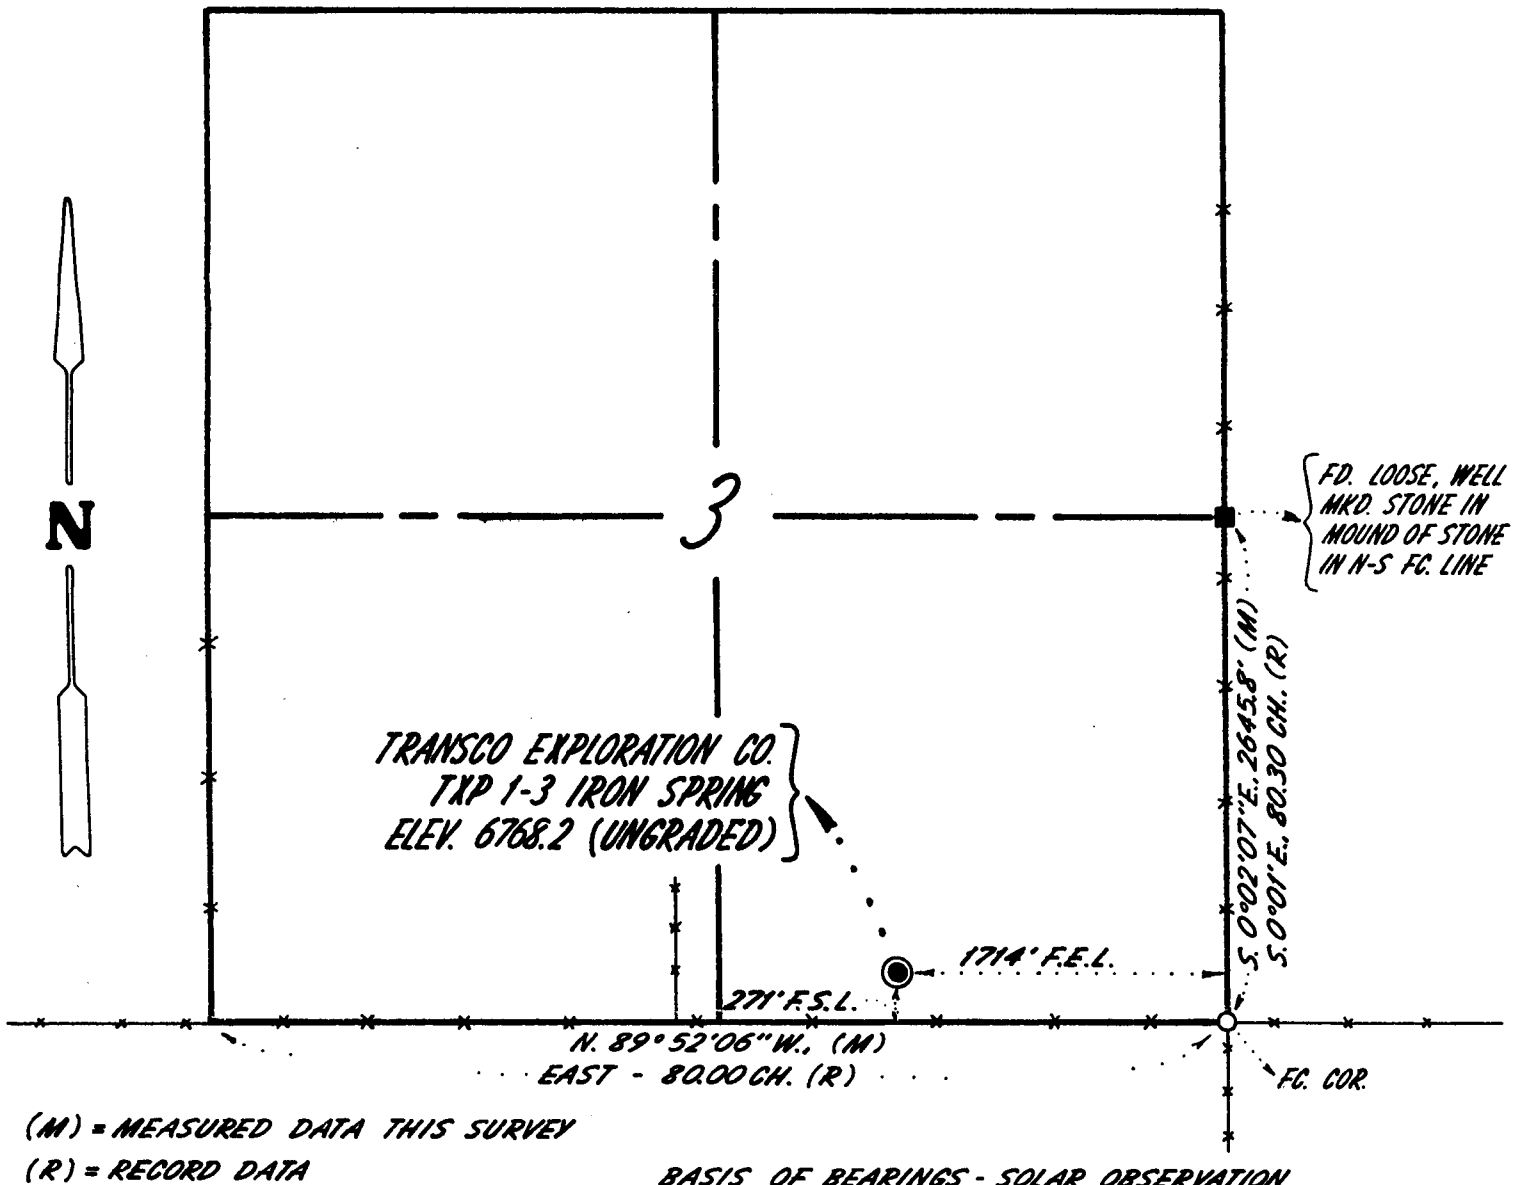 N
3
FD. LOOSE, WELL
MKD. STONE IN
MOUND OF STONE
IN N-S FC. LINE
S. 0°02'07"E., 2645.8' (M)
S. 0°01'E., 80.30 CH. (R)
TRANSCO EXPLORATION CO.
TXP 1-3 IRON SPRING
ELEV. 6768.2 (UNGRADED)
1714' F.E.L.
271' F.S.L.
N. 89°52'06"W., (M)
EAST - 80.00 CH. (R)
FC. COR.
(M) = MEASURED DATA THIS SURVEY
(R) = RECORD DATA
BASIS OF BEARINGS - SOLAR OBSERVATION